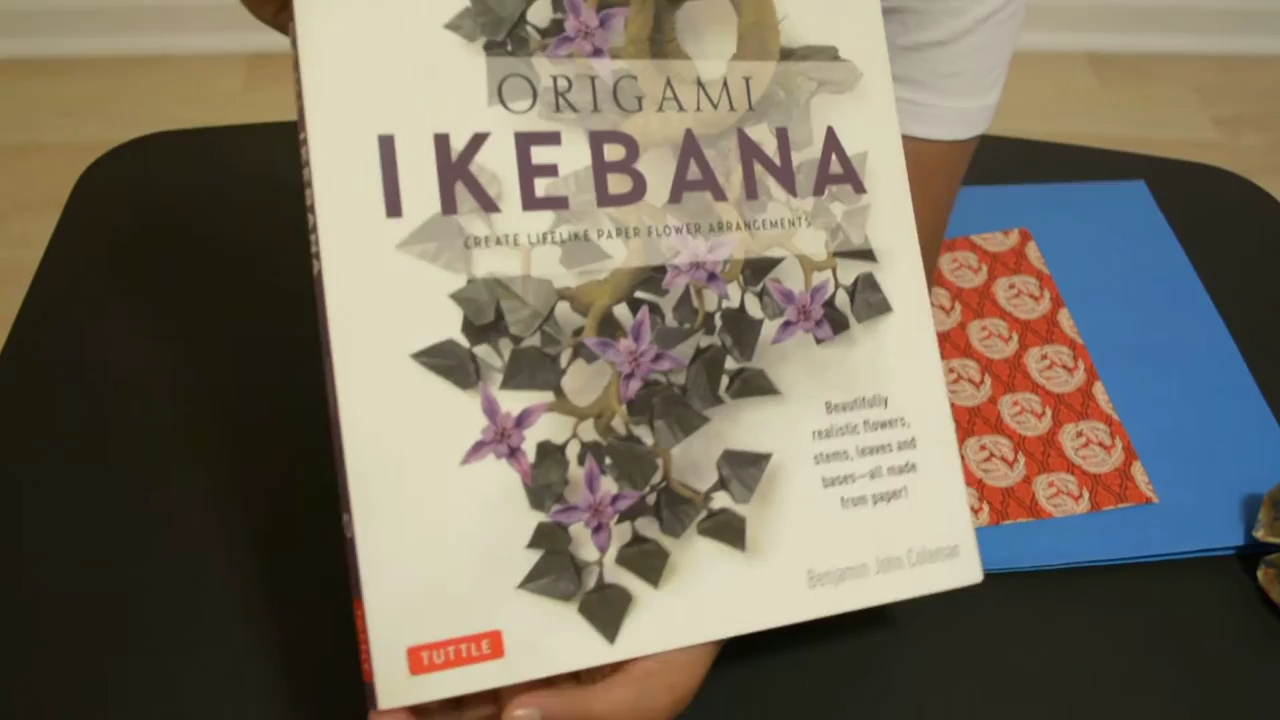 ORIGAMI
IKEBANA
CREATE LIFELIKE PAPER FLOWER ARRANGEMENTS
Beautifully
realistic flowers,
stems, leaves and
bases—all made
from paper!
Benjamin John Coleman
TUTTLE